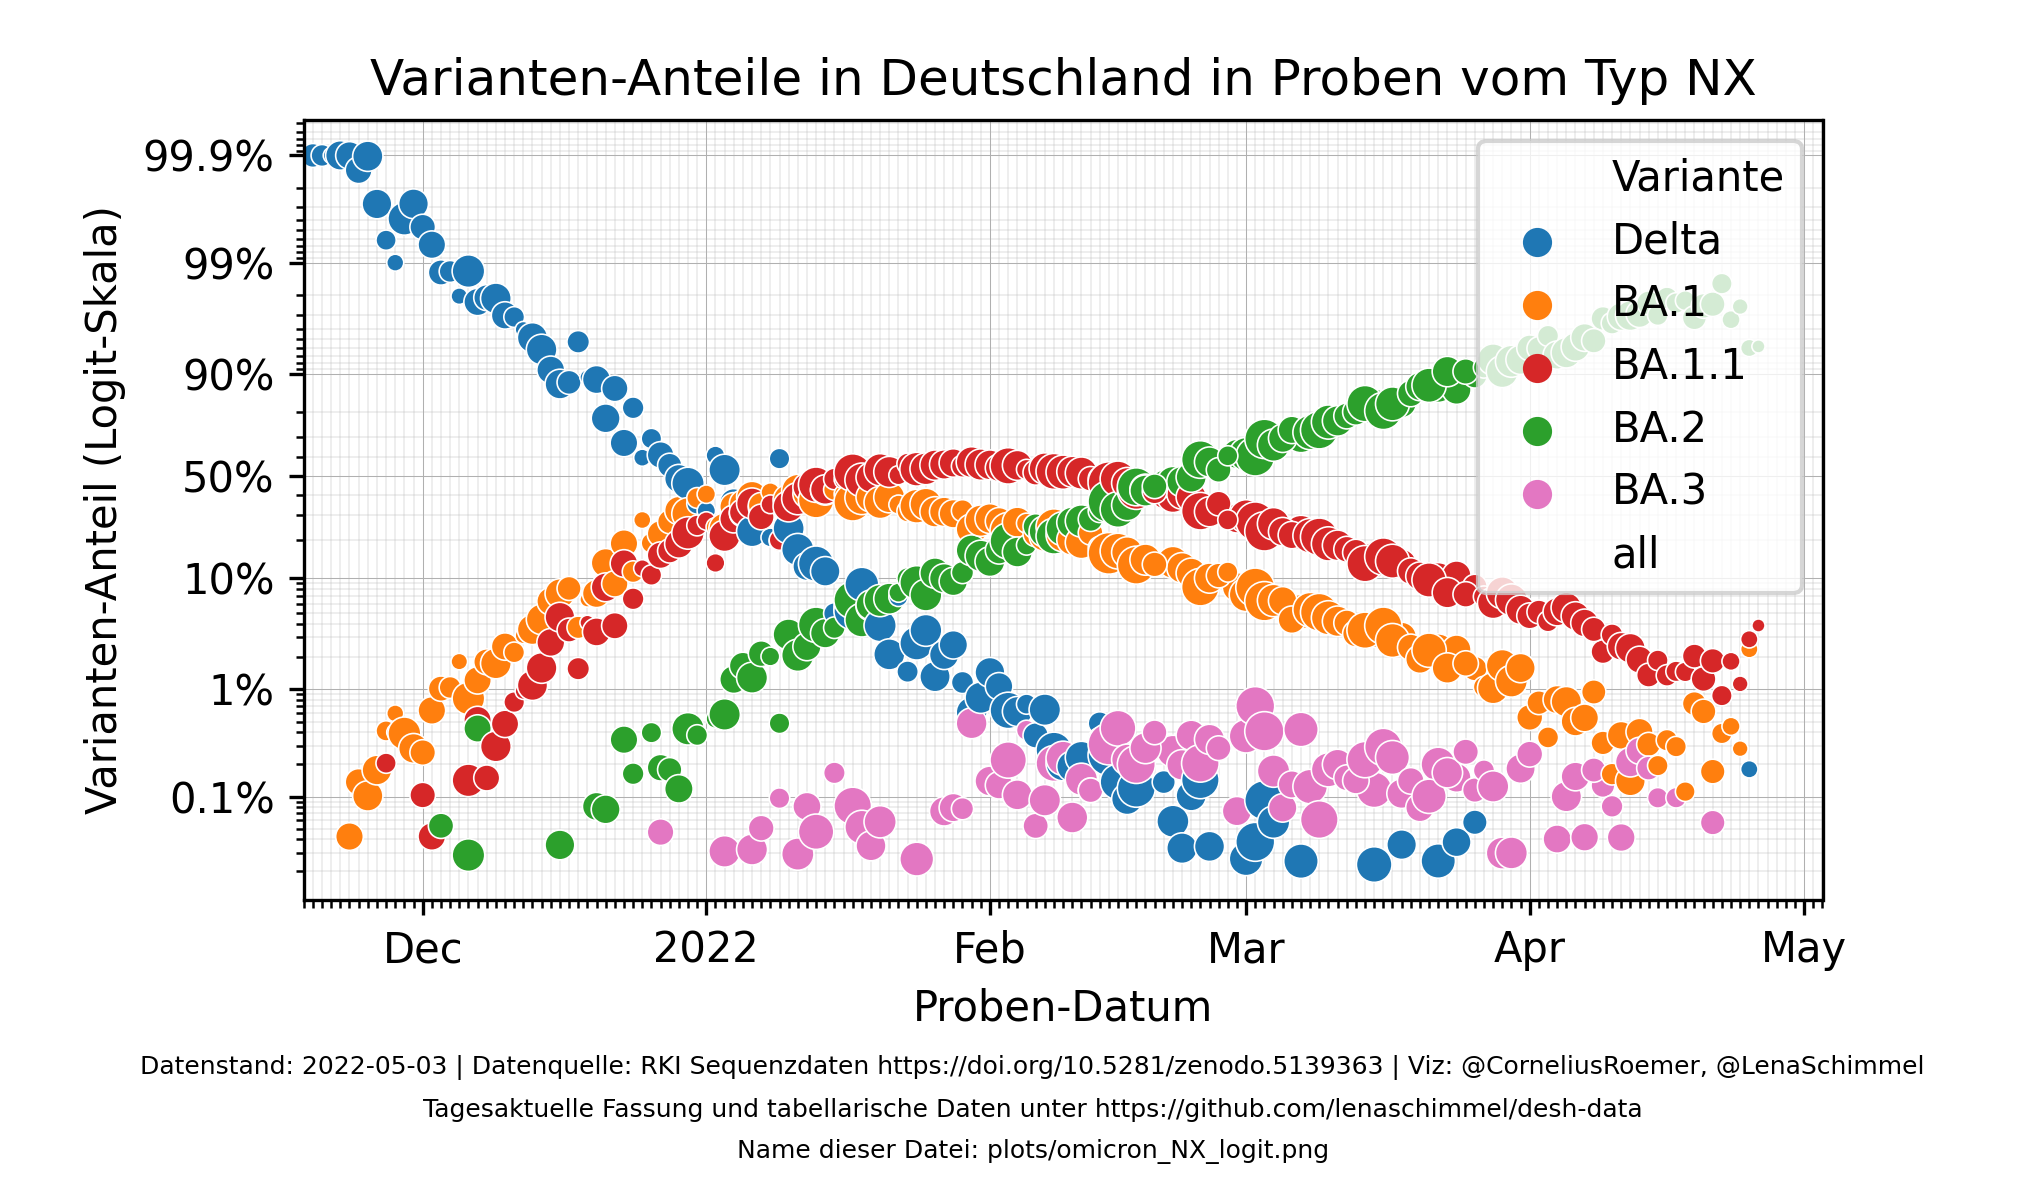 Varianten-Anteile in Deutschland in Proben vom Typ NX
Varianten-Anteil (Logit-Skala)
99.9%
99%
90%
50%
10%
1%
0.1%
Variante
Delta
BA.1
BA.1.1
BA.2
BA.3
all
Dec
2022
Feb
Mar
Apr
May
Proben-Datum
Datenstand: 2022-05-03 | Datenquelle: RKI Sequenzdaten https://doi.org/10.5281/zenodo.5139363 | Viz: @CorneliusRoemer, @LenaSchimmel
Tagesaktuelle Fassung und tabellarische Daten unter https://github.com/lenaschimmel/desh-data
Name dieser Datei: plots/omicron_NX_logit.png